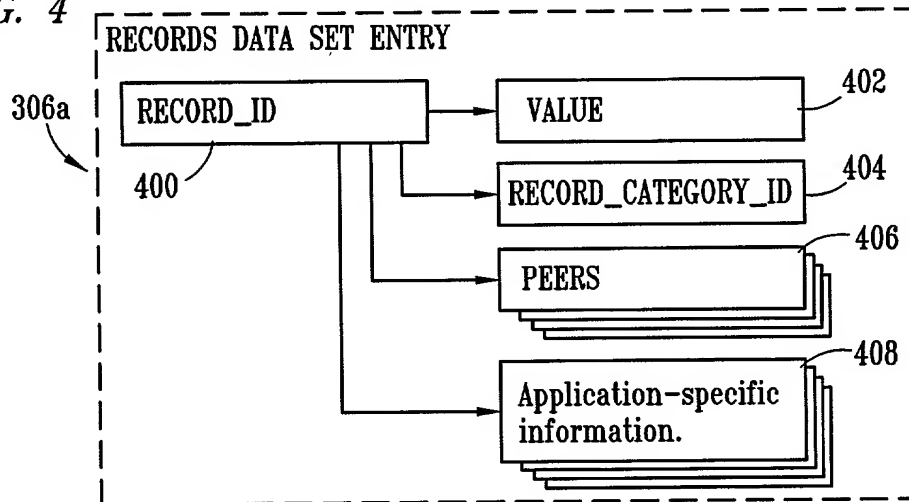 G. 4
RECORDS DATA SET ENTRY
306a
RECORD_ID
400
VALUE
402
RECORD_CATEGORY_ID
404
PEERS
406
Application-specific
information.
408